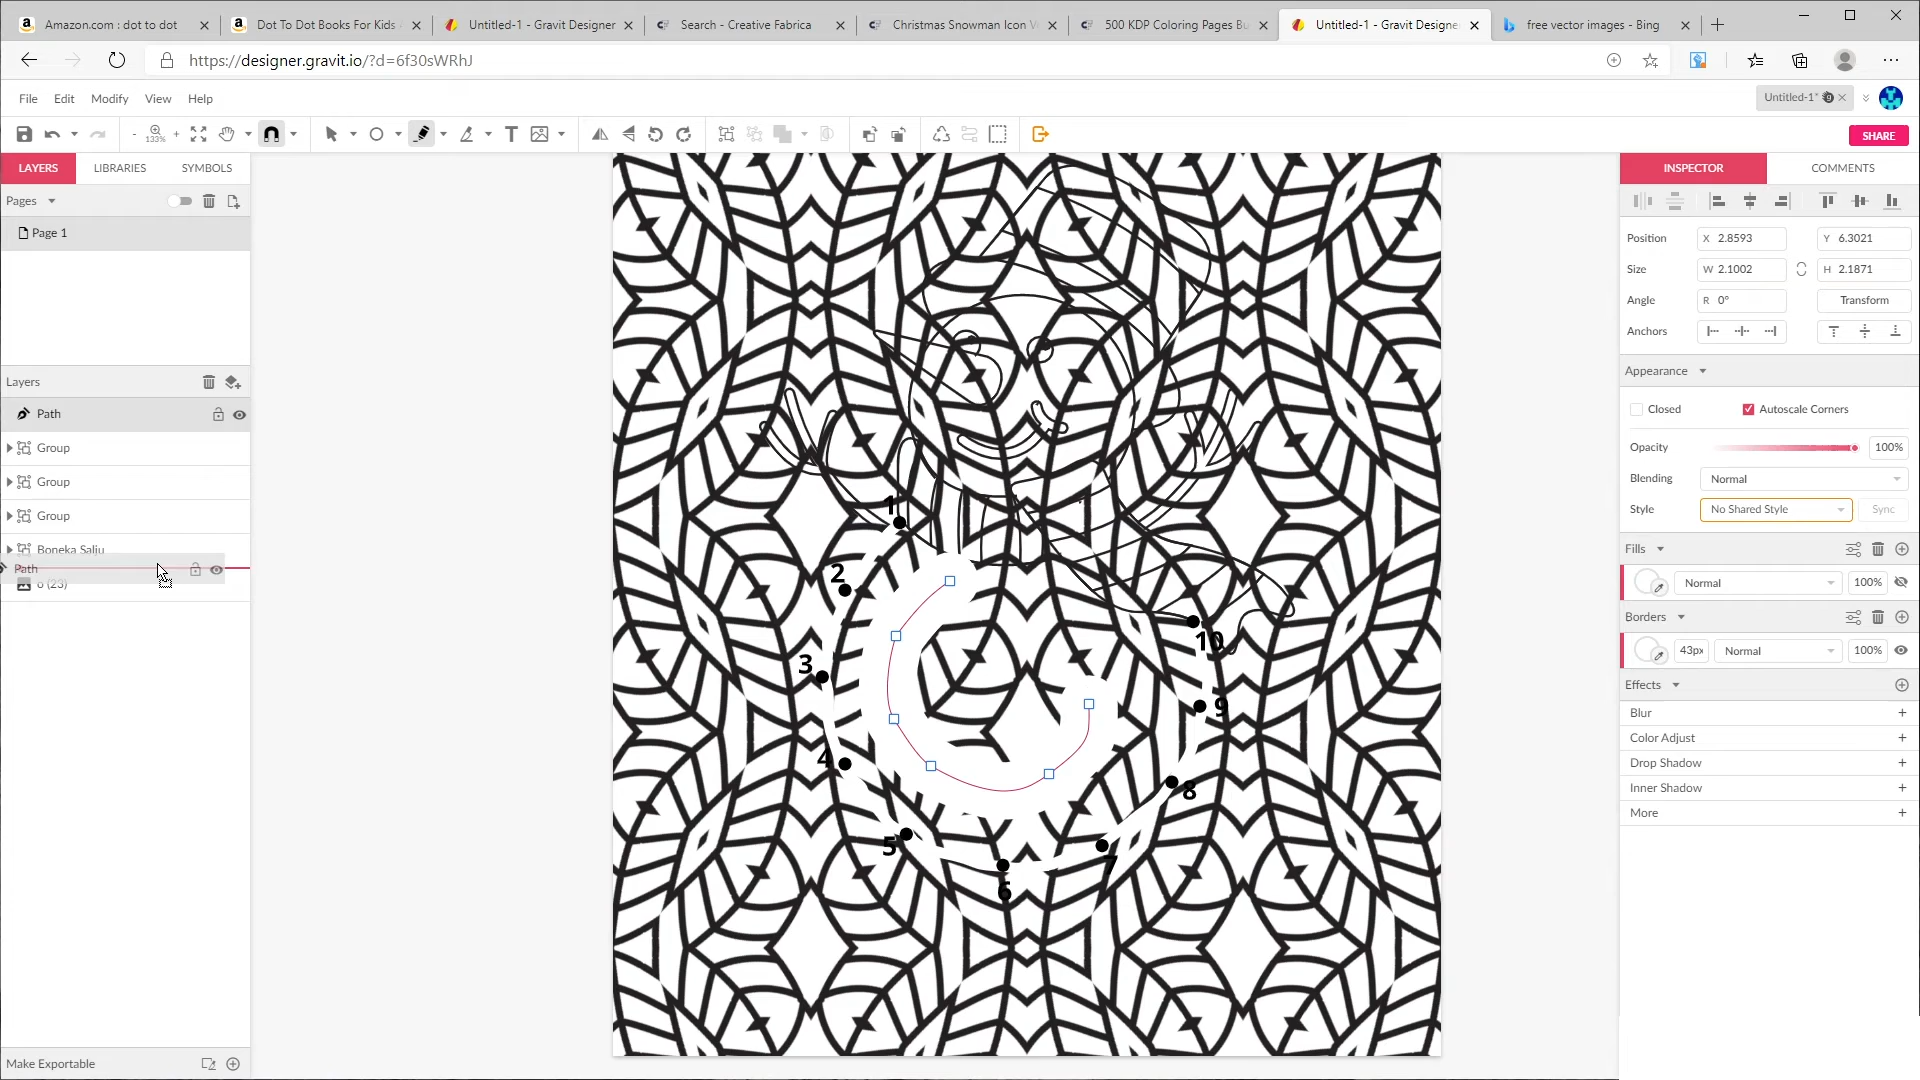 Amazon.com : dot to dot
Dot To Dot Books For Kids
Untitled-1 - Gravit Designer
Search - Creative Fabrica
Christmas Snowman Icon
500 KDP Coloring Pages Bu
Untitled-1 - Gravit Designe
free vector images - Bing
https://designer.gravit.io/?d=6f30sWRhJ
File
Edit
Modify
View
Help
Untitled-1*
133%
SHARE
LAYERS
LIBRARIES
SYMBOLS
INSPECTOR
COMMENTS
Pages
Page 1
Position
X 2.8593
Y 6.3021
Size
W 2.1002
H 2.1871
Angle
R 0°
Transform
Anchors
Layers
Appearance
Path
Closed
Autoscale Corners
Group
Opacity
100%
Group
Blending
Normal
Group
Style
No Shared Style
Sync
Boneka Salju
Fills
Path
6 (23)
Normal
100%
Borders
43px
Normal
100%
Effects
Blur
Color Adjust
Drop Shadow
Inner Shadow
More
1
2
3
4
5
6
7
8
9
10
Make Exportable